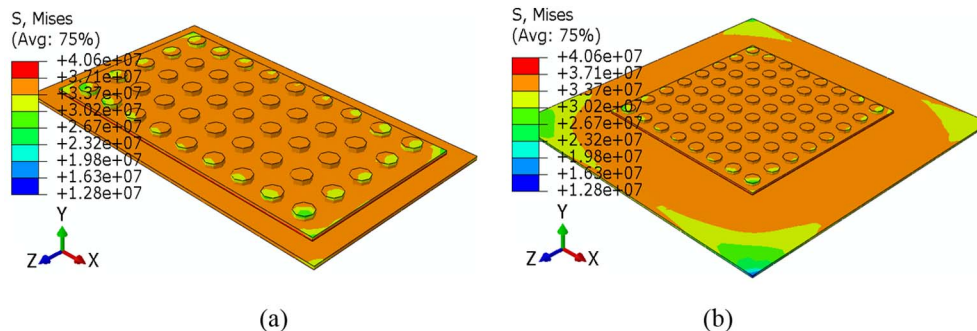 S, Mises
(Avg: 75%)
+4.06e+07
+3.71e+07
+3.37e+07
+3.02e+07
+2.67e+07
+2.32e+07
+1.98e+07
+1.63e+07
+1.28e+07
Y
Z
X
(a)
S, Mises
(Avg: 75%)
+4.06e+07
+3.71e+07
+3.37e+07
+3.02e+07
+2.67e+07
+2.32e+07
+1.98e+07
+1.63e+07
+1.28e+07
Y
Z
X
(b)